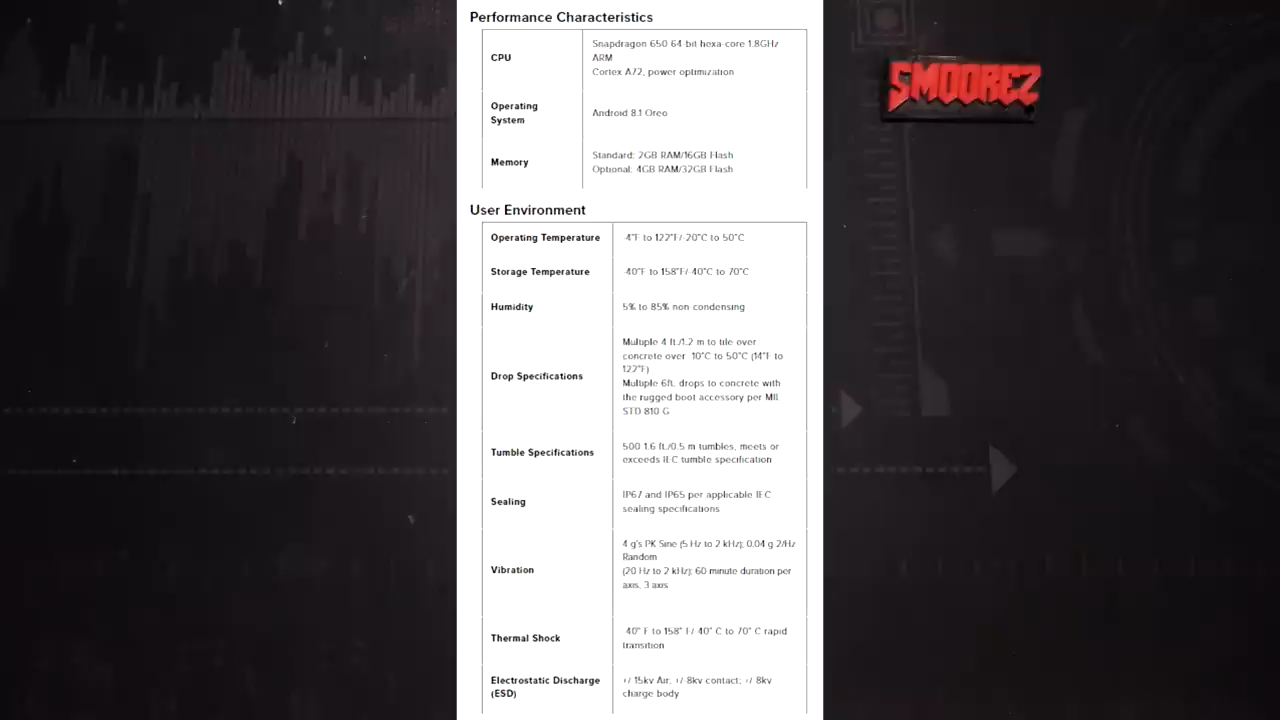 Performance Characteristics
CPU
Snapdragon 650 64-bit hexa-core 1.8GHz
ARM
Cortex A72, power optimization
Operating
System
Android 8.1 Oreo
Memory
Standard: 2GB RAM/16GB Flash
Optional: 4GB RAM/32GB Flash
User Environment
Operating Temperature
-4°F to 122°F/-20°C to 50°C
Storage Temperature
-40°F to 158°F/-40°C to 70°C
Humidity
5% to 85% non-condensing
Drop Specifications
Multiple 4 ft./1.2 m to tile over
concrete over -10°C to 50°C (14°F to
122°F)
Multiple 6ft. drops to concrete with
the rugged boot accessory per MIL
STD 810 G
Tumble Specifications
500 1.6 ft./0.5 m tumbles, meets or
exceeds IEC tumble specification
Sealing
IP67 and IP65 per applicable IEC
sealing specifications
Vibration
4 g's PK Sine (5 Hz to 2 kHz); 0.04 g 2/Hz
Random
(20 Hz to 2 kHz); 60 minute duration per
axis, 3 axis
Thermal Shock
-40° F to 158° F/-40° C to 70° C rapid
transition
Electrostatic Discharge
(ESD)
+/-15kv Air, +/-8kv contact; +/-8kv
charge body
SMOOREZ